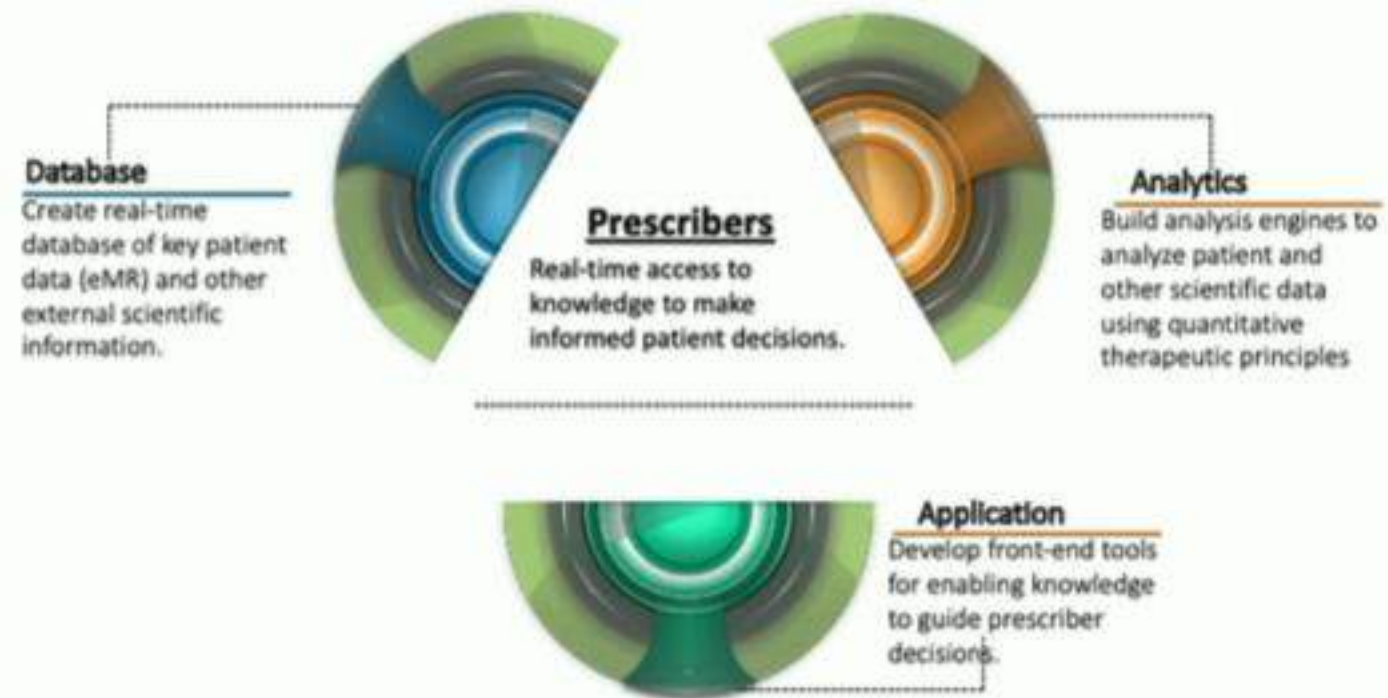 Database
Create real-time
database of key patient
data (eMR) and other
external scientific
information.
Prescribers
Real-time access to
knowledge to make
informed patient decisions.
Analytics
Build analysis engines to
analyze patient and
other scientific data
using quantitative
therapeutic principles
Application
Develop front-end tools
for enabling knowledge
to guide prescriber
decisions.